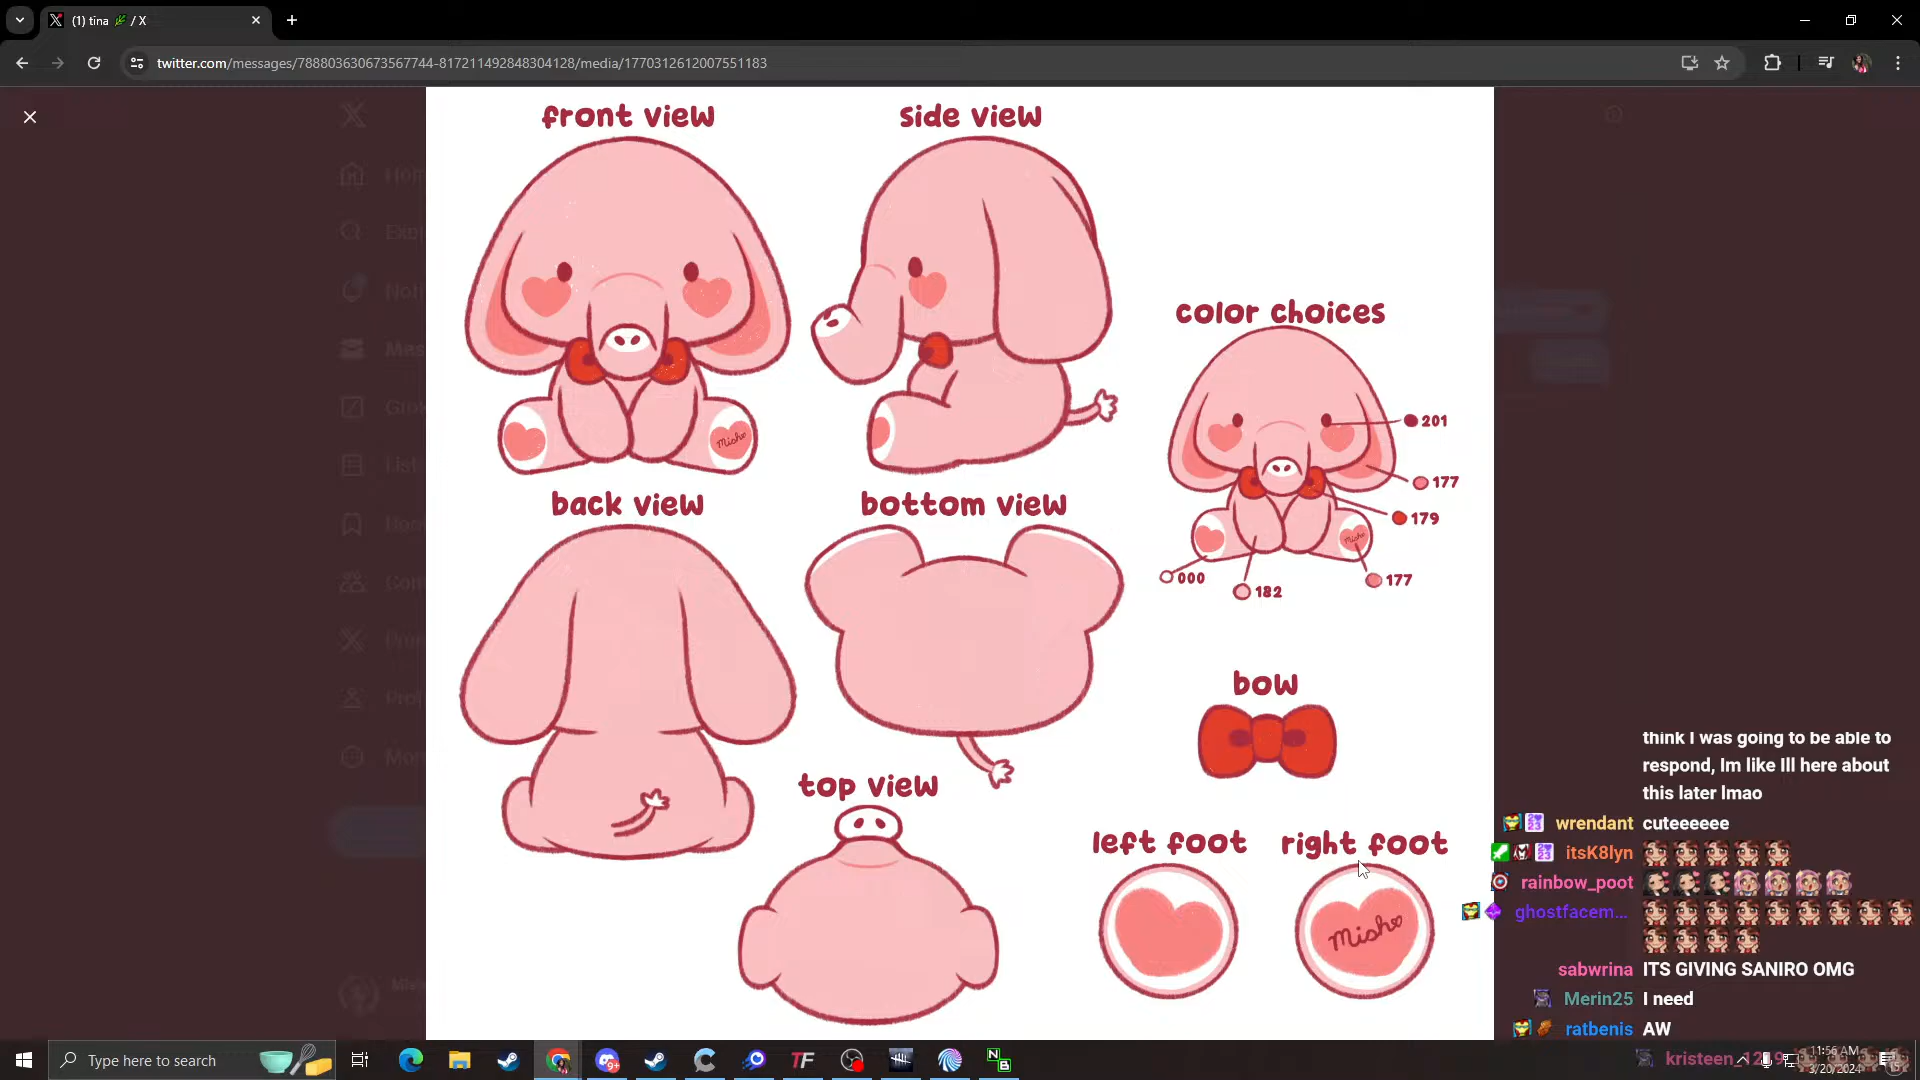 (1) tina 🌿 / X
twitter.com/messages/788803630673567744-817211492848304128/media/1770312612007551183
front view
side view
color choices
201
177
179
Misho
Misho
000
182
177
back view
bottom view
bow
top view
left foot
right foot
Misho
think I was going to be able to
respond, Im like Ill here about
this later lmao
wrendant cuteeeeee
itsK8lyn
rainbow_poot
ghostfacem...
sabwrina ITS GIVING SANIRO OMG
Merin25 I need
ratbenis AW
kristeen_12
Type here to search
11:56 AM
3/20/2024